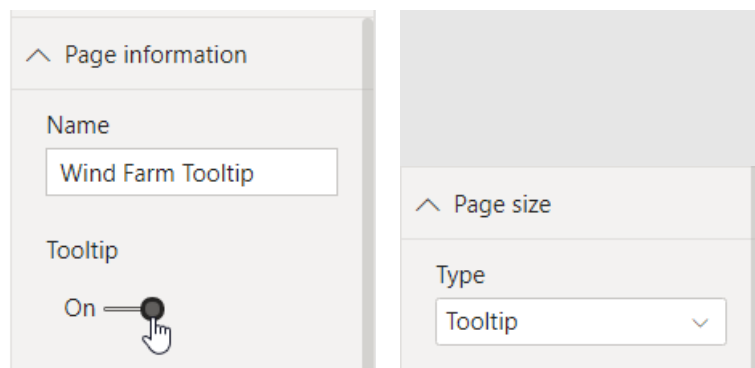 Page information
Name
Wind Farm Tooltip
Tooltip
On
Page size
Type
Tooltip